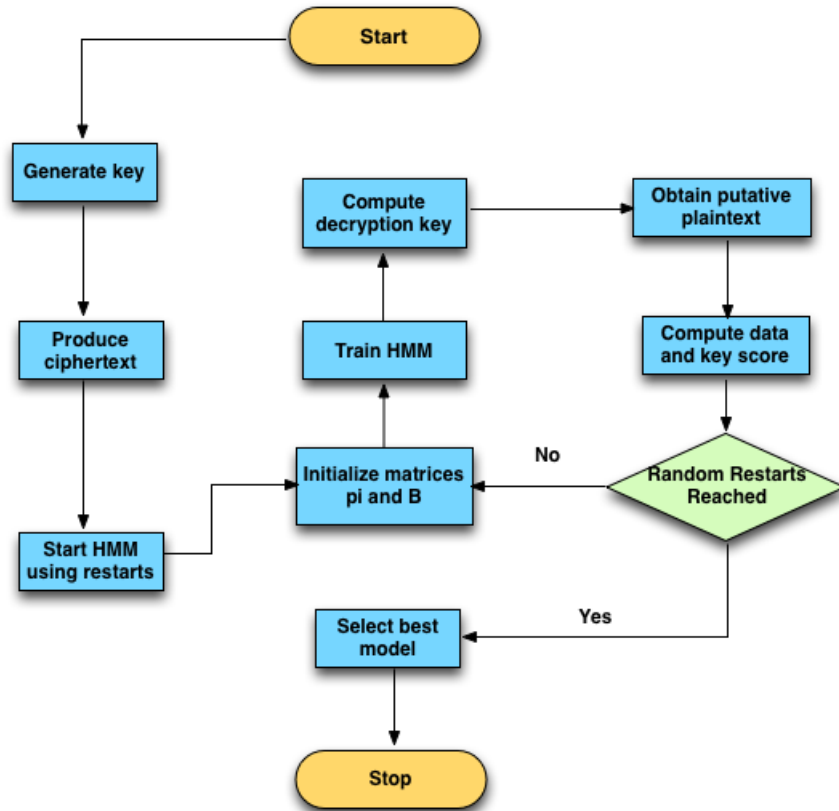 Start
Generate key
Produce
ciphertext
Start HMM
using restarts
Initialize matrices
pi and B
Train HMM
Compute
decryption key
Obtain putative
plaintext
Compute data
and key score
Random Restarts
Reached
No
Yes
Select best
model
Stop